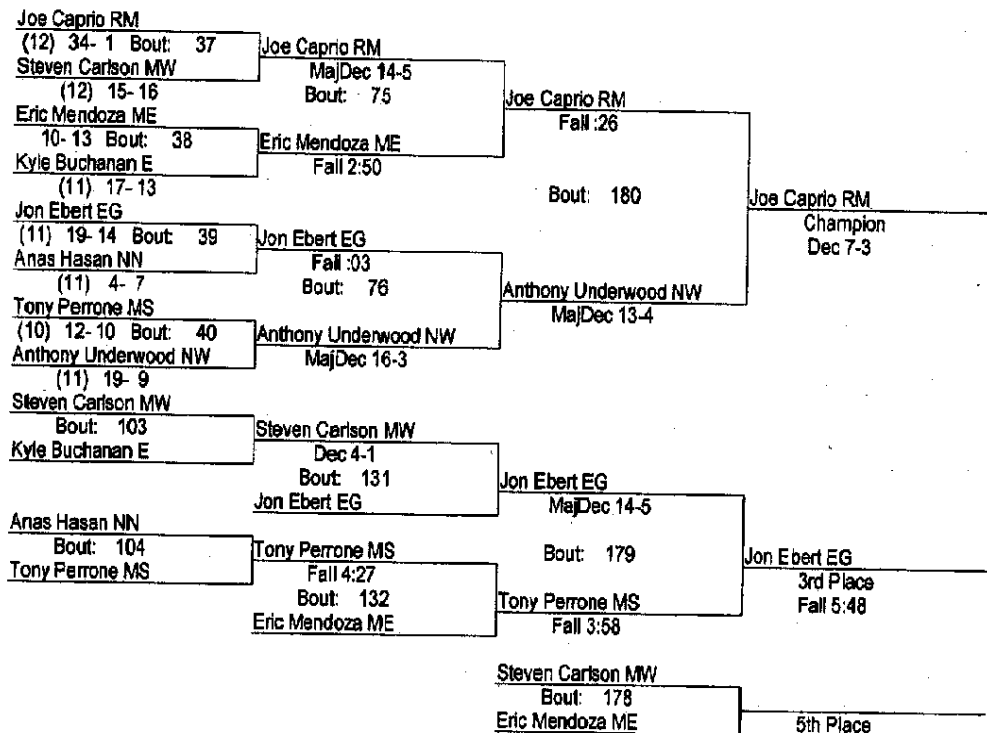 Joe Caprio RM
(12) 34- 1 Bout: 37
Steven Carlson MW
(12) 15- 16
Eric Mendoza ME
10- 13 Bout: 38
Kyle Buchanan E
(11) 17- 13
Jon Ebert EG
(11) 19- 14 Bout: 39
Anas Hasan NN
(11) 4- 7
Tony Perrone MS
(10) 12- 10 Bout: 40
Anthony Underwood NW
(11) 19- 9
Joe Caprio RM
MajDec 14-5
Bout: 75
Eric Mendoza ME
Fall 2:50
Jon Ebert EG
Fall :03
Bout: 76
Anthony Underwood NW
MajDec 16-3
Joe Caprio RM
Fall :26
Bout: 180
Anthony Underwood NW
MajDec 13-4
Joe Caprio RM
Champion
Dec 7-3
Steven Carlson MW
Bout: 103
Kyle Buchanan E
Anas Hasan NN
Bout: 104
Tony Perrone MS
Steven Carlson MW
Dec 4-1
Bout: 131
Jon Ebert EG
Tony Perrone MS
Fall 4:27
Bout: 132
Eric Mendoza ME
Jon Ebert EG
MajDec 14-5
Bout: 179
Tony Perrone MS
Fall 3:58
Jon Ebert EG
3rd Place
Fall 5:48
Steven Carlson MW
Bout: 178
Eric Mendoza ME
5th Place